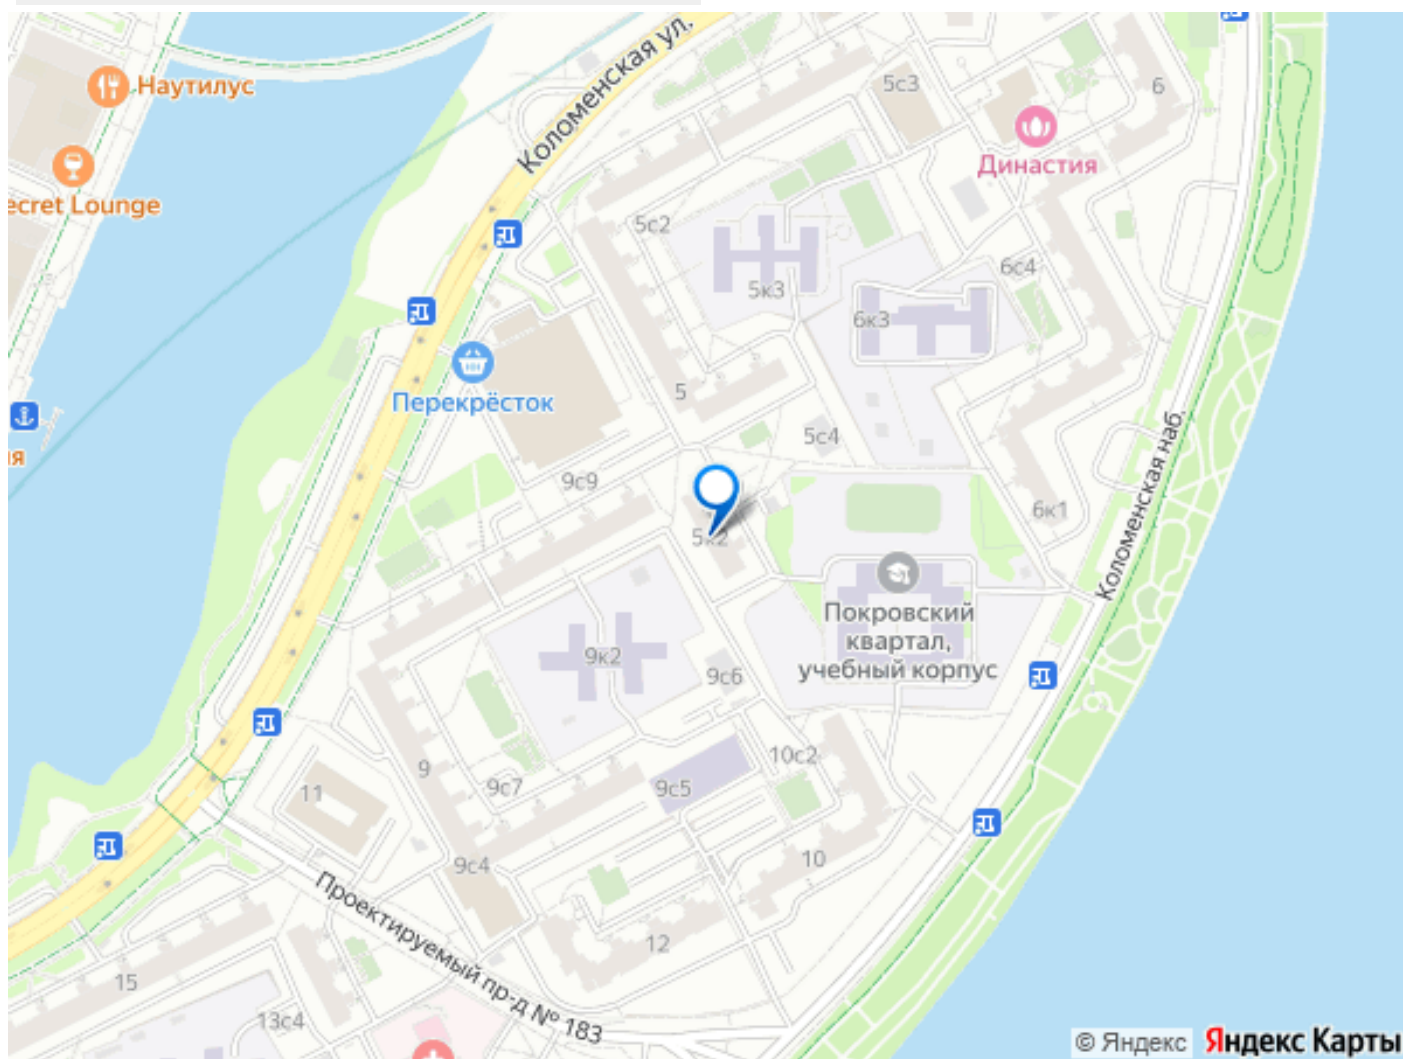 Наутилус
ecret Lounge
Коломенская ул.
5с3
6
Династия
5с2
5к3
6с4
6к3
Перекрёсток
5
5с4
ия
9с9
Коломенская наб.
6к1
5к2
Покровский
квартал,
учебный корпус
9к2
9с6
10с2
9
9с7
9с5
11
10
9с4
Проектируемый пр-д № 183
12
15
13с4
© Яндекс Яндекс Карты